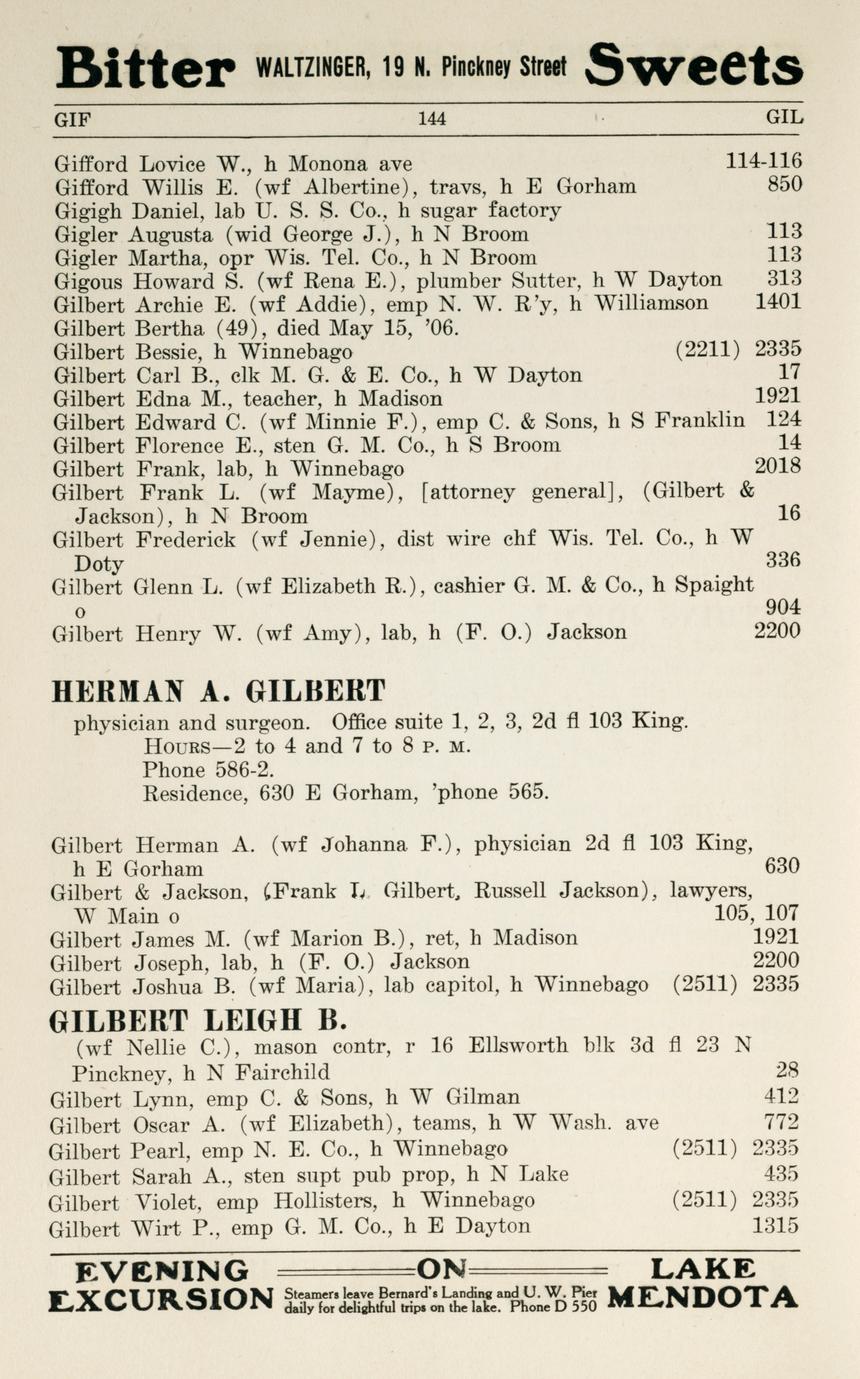 Bitter WALTZINGER, 19 N. Pinckney Street Sweets
GIF 144 GIL
Gifford Lovice W., h Monona ave 114-116
Gifford Willis E. (wf Albertine), travs, h E Gorham 850
Gigigh Daniel, lab U. S. S. Co., h sugar factory
Gigler Augusta (wid George J.), h N Broom 113
Gigler Martha, opr Wis. Tel. Co., h N Broom 113
Gigous Howard S. (wf Rena E.), plumber Sutter, h W Dayton 313
Gilbert Archie E. (wf Addie), emp N. W. R'y, h Williamson 1401
Gilbert Bertha (49), died May 15, '06.
Gilbert Bessie, h Winnebago (2211) 2335
Gilbert Carl B., clk M. G. & E. Co., h W Dayton 17
Gilbert Edna M., teacher, h Madison 1921
Gilbert Edward C. (wf Minnie F.), emp C. & Sons, h S Franklin 124
Gilbert Florence E., sten G. M. Co., h S Broom 14
Gilbert Frank, lab, h Winnebago 2018
Gilbert Frank L. (wf Mayme), [attorney general], (Gilbert &
Jackson), h N Broom 16
Gilbert Frederick (wf Jennie), dist wire chf Wis. Tel. Co., h W
Doty 336
Gilbert Glenn L. (wf Elizabeth R.), cashier G. M. & Co., h Spaight
o 904
Gilbert Henry W. (wf Amy), lab, h (F. O.) Jackson 2200
HERMAN A. GILBERT
physician and surgeon. Office suite 1, 2, 3, 2d fl 103 King.
HOURS—2 to 4 and 7 to 8 P. M.
Phone 586-2.
Residence, 630 E Gorham, 'phone 565.
Gilbert Herman A. (wf Johanna F.), physician 2d fl 103 King,
h E Gorham 630
Gilbert & Jackson, (Frank L Gilbert, Russell Jackson), lawyers,
W Main o 105, 107
Gilbert James M. (wf Marion B.), ret, h Madison 1921
Gilbert Joseph, lab, h (F. O.) Jackson 2200
Gilbert Joshua B. (wf Maria), lab capitol, h Winnebago (2511) 2335
GILBERT LEIGH B.
(wf Nellie C.), mason contr, r 16 Ellsworth blk 3d fl 23 N
Pinckney, h N Fairchild 28
Gilbert Lynn, emp C. & Sons, h W Gilman 412
Gilbert Oscar A. (wf Elizabeth), teams, h W Wash. ave 772
Gilbert Pearl, emp N. E. Co., h Winnebago (2511) 2335
Gilbert Sarah A., sten supt pub prop, h N Lake 435
Gilbert Violet, emp Hollisters, h Winnebago (2511) 2335
Gilbert Wirt P., emp G. M. Co., h E Dayton 1315
EVENING ON LAKE
EXCURSION Steamers leave Bernard's Landing and U. W. Pier
daily for delightful trips on the lake. Phone D 550 MENDOTA